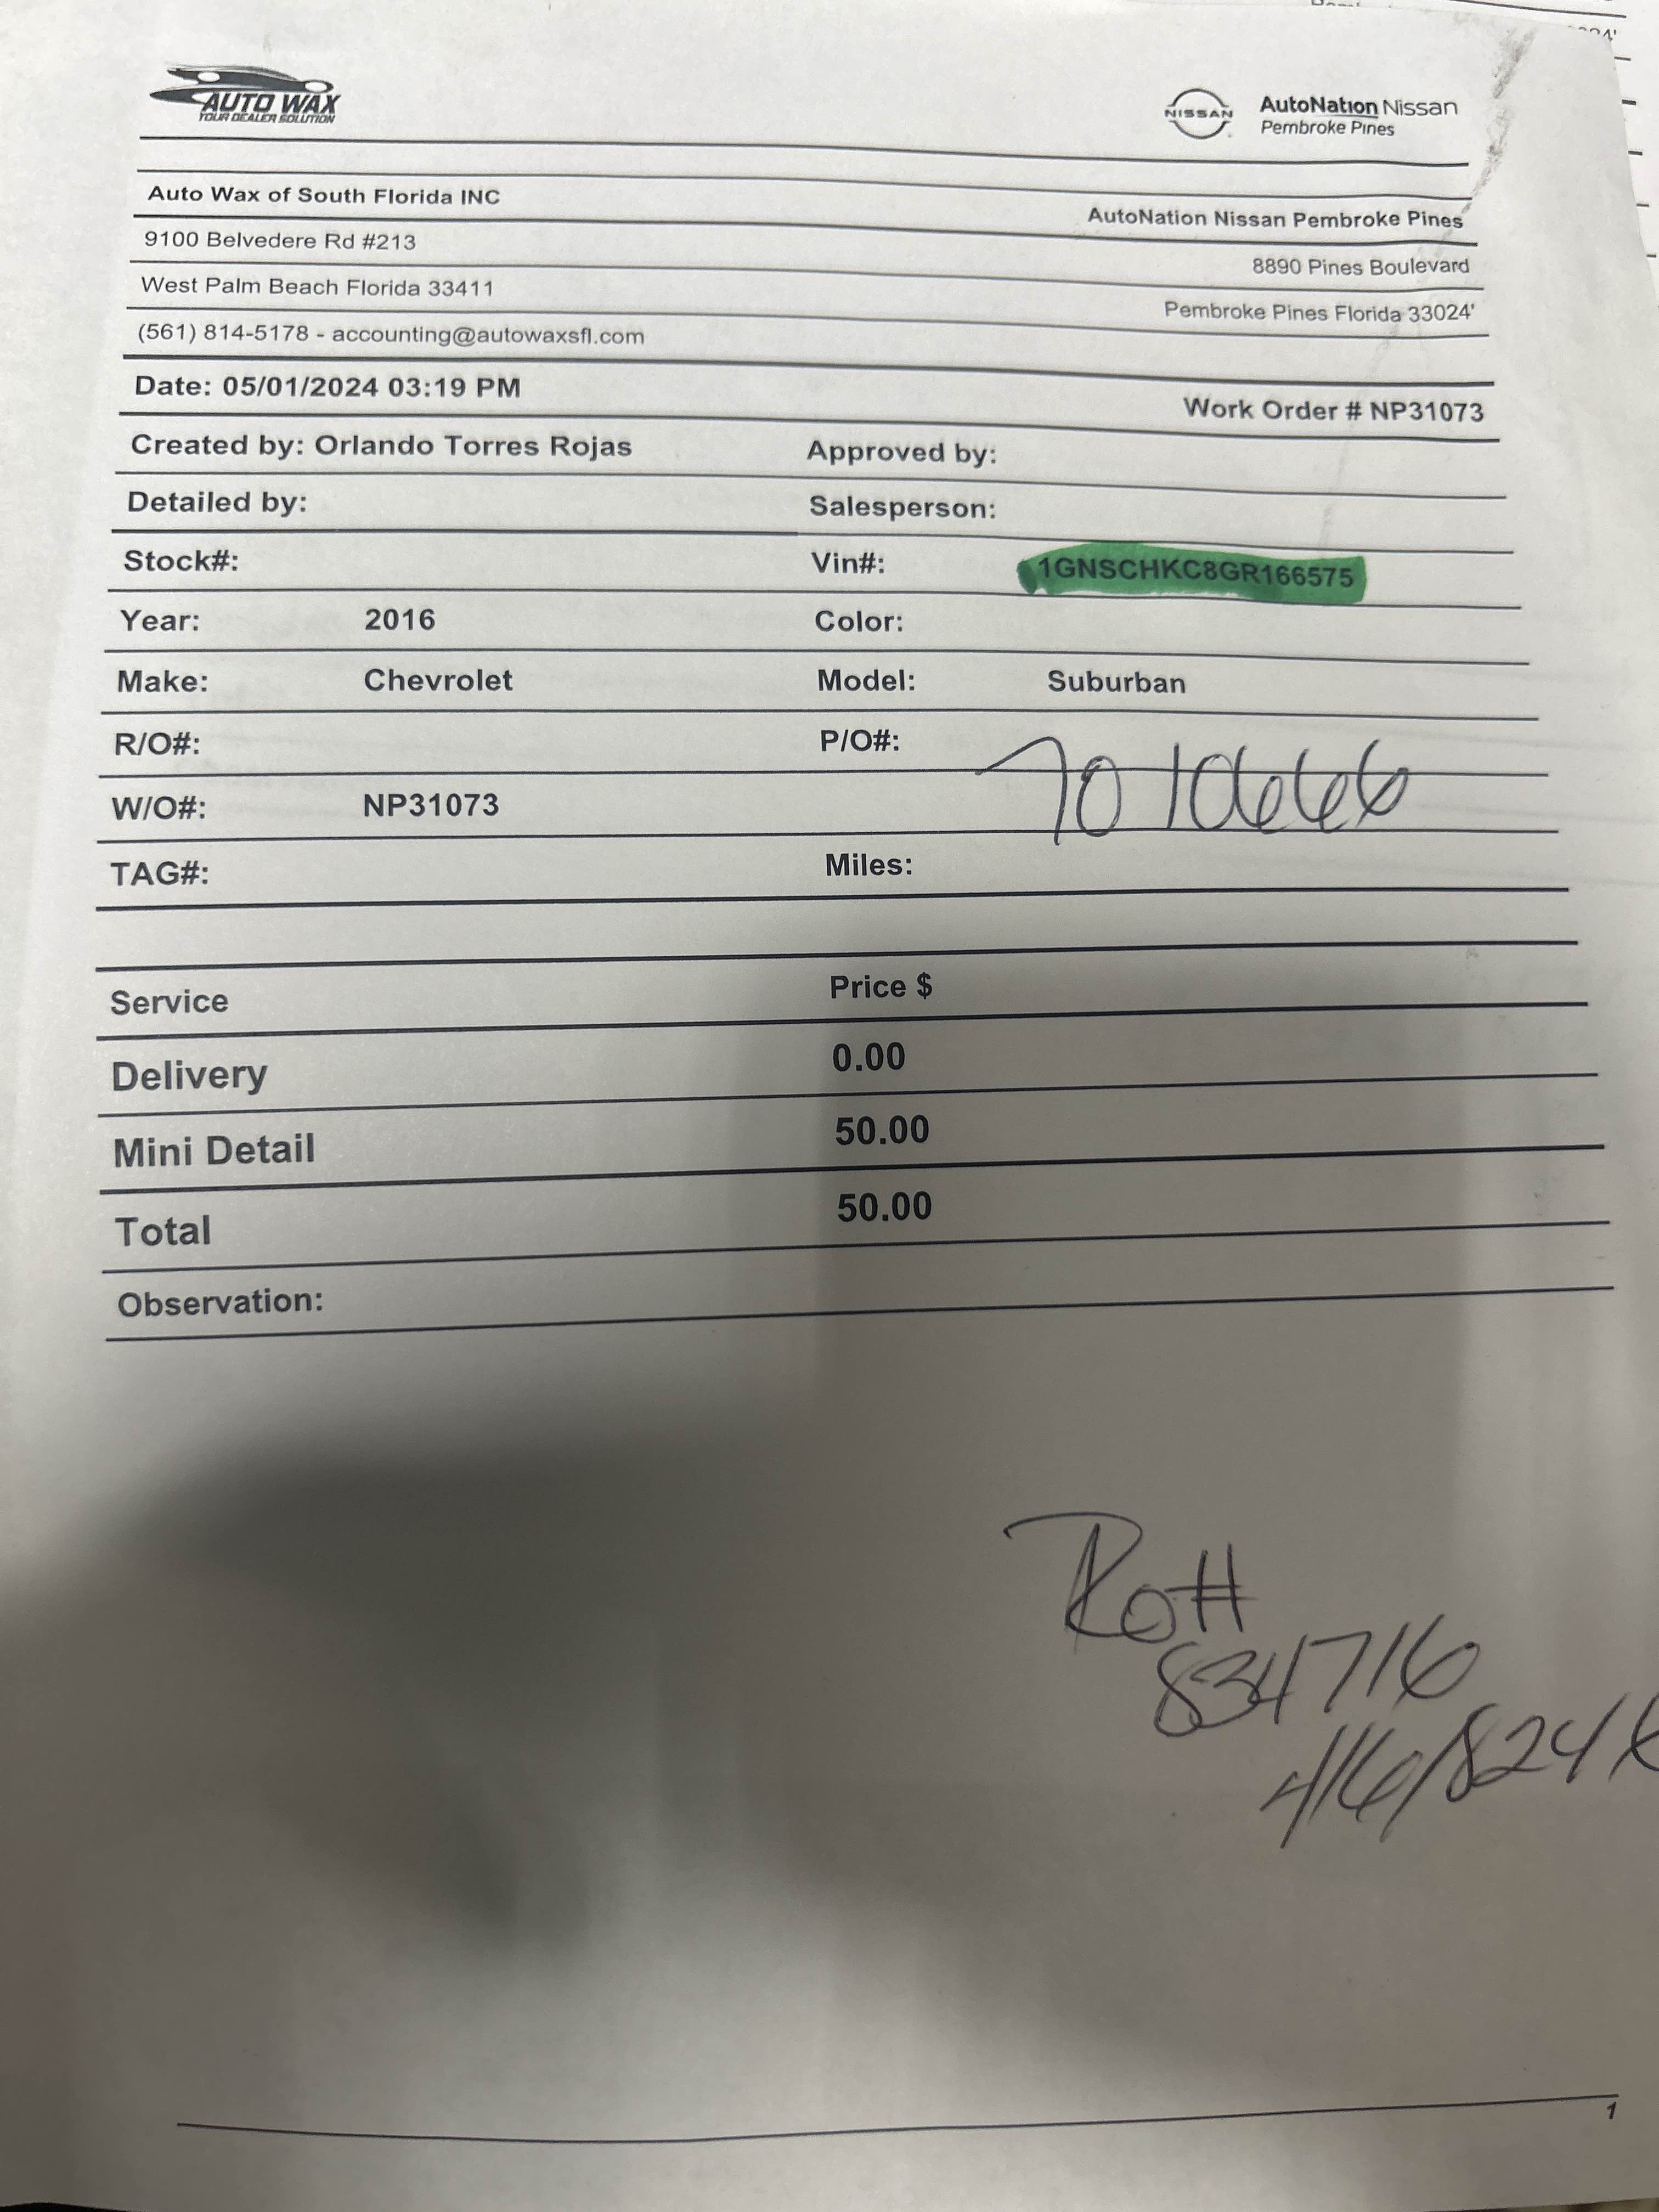 AUTO WAX
YOUR DEALER SOLUTION
NISSAN
AutoNation Nissan
Pembroke Pines
Auto Wax of South Florida INC
AutoNation Nissan Pembroke Pines
9100 Belvedere Rd #213
8890 Pines Boulevard
West Palm Beach Florida 33411
Pembroke Pines Florida 33024'
(561) 814-5178 - accounting@autowaxsfl.com
Date: 05/01/2024 03:19 PM
Work Order # NP31073
Created by: Orlando Torres Rojas Approved by:
Detailed by: Salesperson:
Stock#: Vin#: 1GNSCHKC8GR166575
Year: 2016 Color:
Make: Chevrolet Model: Suburban
R/O#: P/O#: 7010666
W/O#: NP31073
TAG#: Miles:
Service Price $
Delivery 0.00
Mini Detail 50.00
Total 50.00
Observation:
Ro#
834716
1